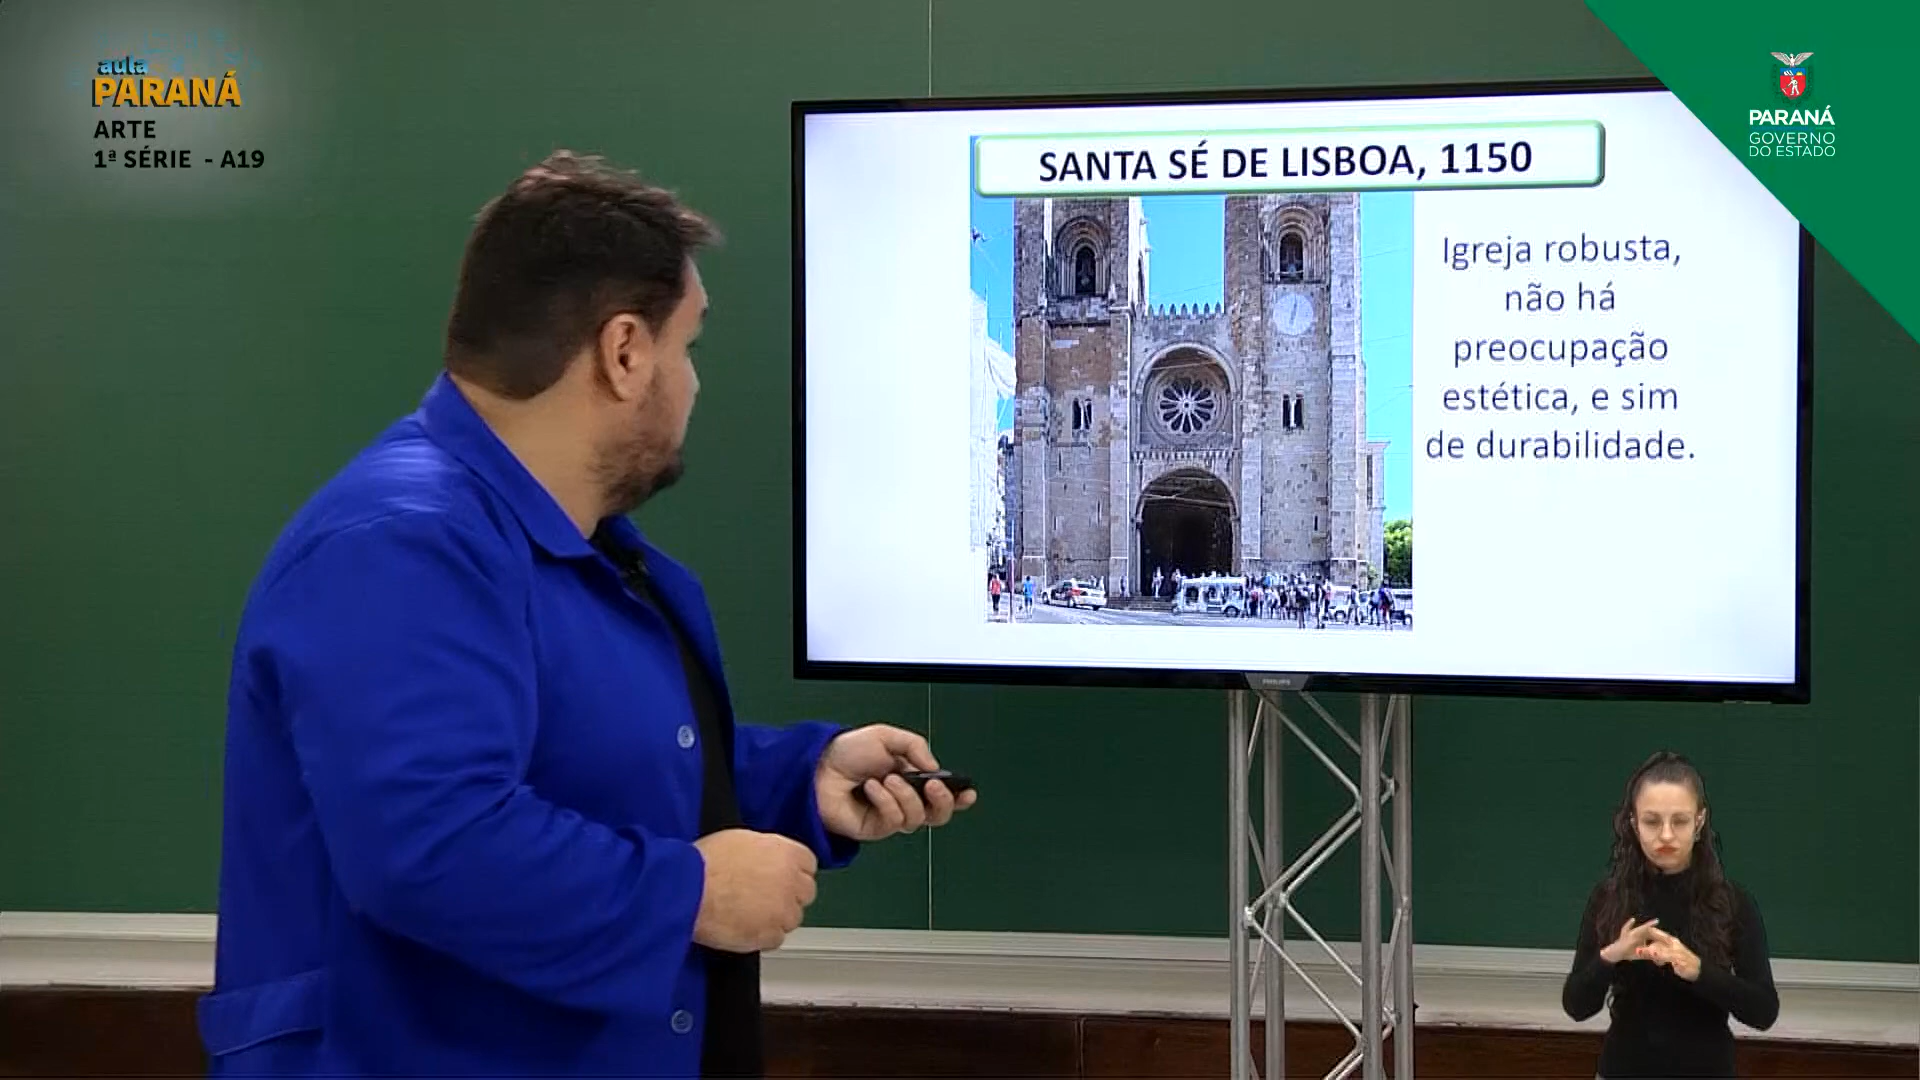 aula
PARANÁ
ARTE
1ª SÉRIE - A19
PARANÁ
GOVERNO
DO ESTADO
SANTA SÉ DE LISBOA, 1150
Igreja robusta,
não há
preocupação
estética, e sim
de durabilidade.
PHILIPS